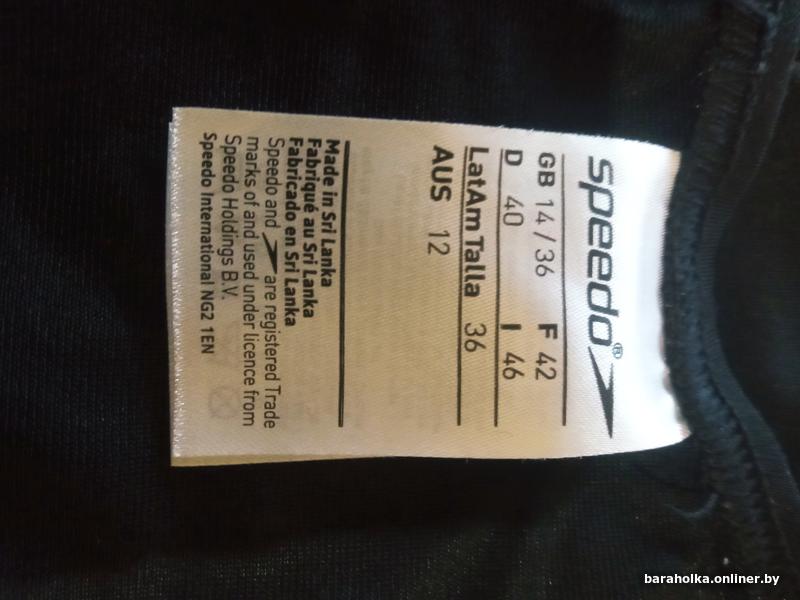 speedo®
GB 14/36 F 42
D 40 I 46
LatAm Talla 36
AUS 12
Made in Sri Lanka
Fabriqué au Sri Lanka
Fabricado en Sri Lanka
Speedo and are registered Trade
marks of and used under licence from
Speedo Holdings B.V.
Speedo International NG2 1EN
baraholka.onliner.by